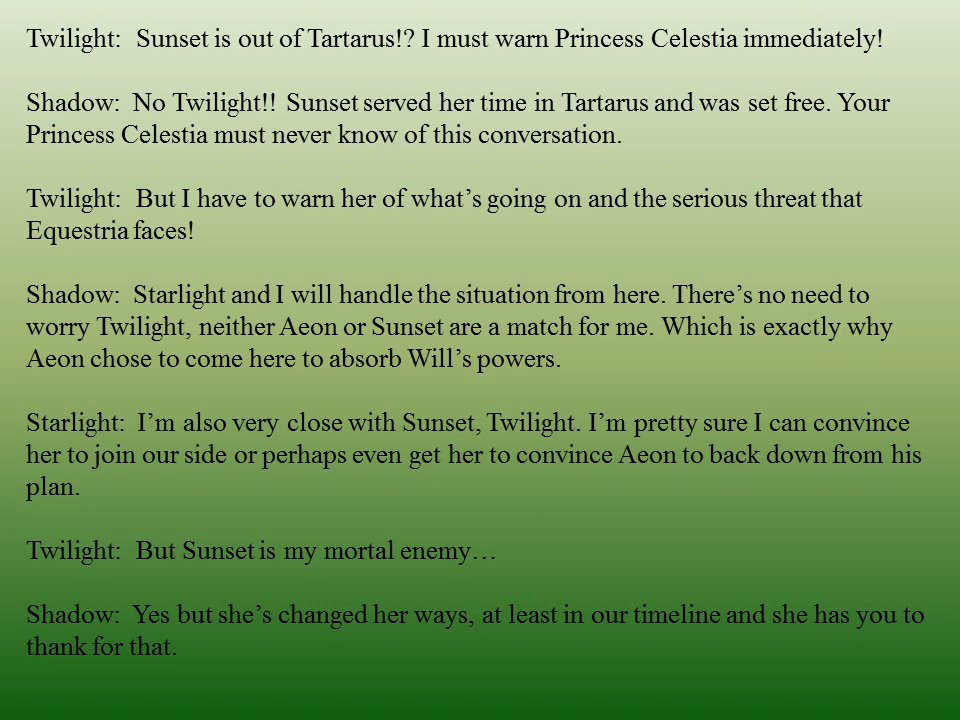 Twilight:  Sunset is out of Tartarus!? I must warn Princess Celestia immediately!
Shadow:  No Twilight!! Sunset served her time in Tartarus and was set free. Your
Princess Celestia must never know of this conversation.
Twilight:  But I have to warn her of what’s going on and the serious threat that
Equestria faces!
Shadow:  Starlight and I will handle the situation from here. There’s no need to
worry Twilight, neither Aeon or Sunset are a match for me. Which is exactly why
Aeon chose to come here to absorb Will’s powers.
Starlight:  I’m also very close with Sunset, Twilight. I’m pretty sure I can convince
her to join our side or perhaps even get her to convince Aeon to back down from his
plan.
Twilight:  But Sunset is my mortal enemy…
Shadow:  Yes but she’s changed her ways, at least in our timeline and she has you to
thank for that.